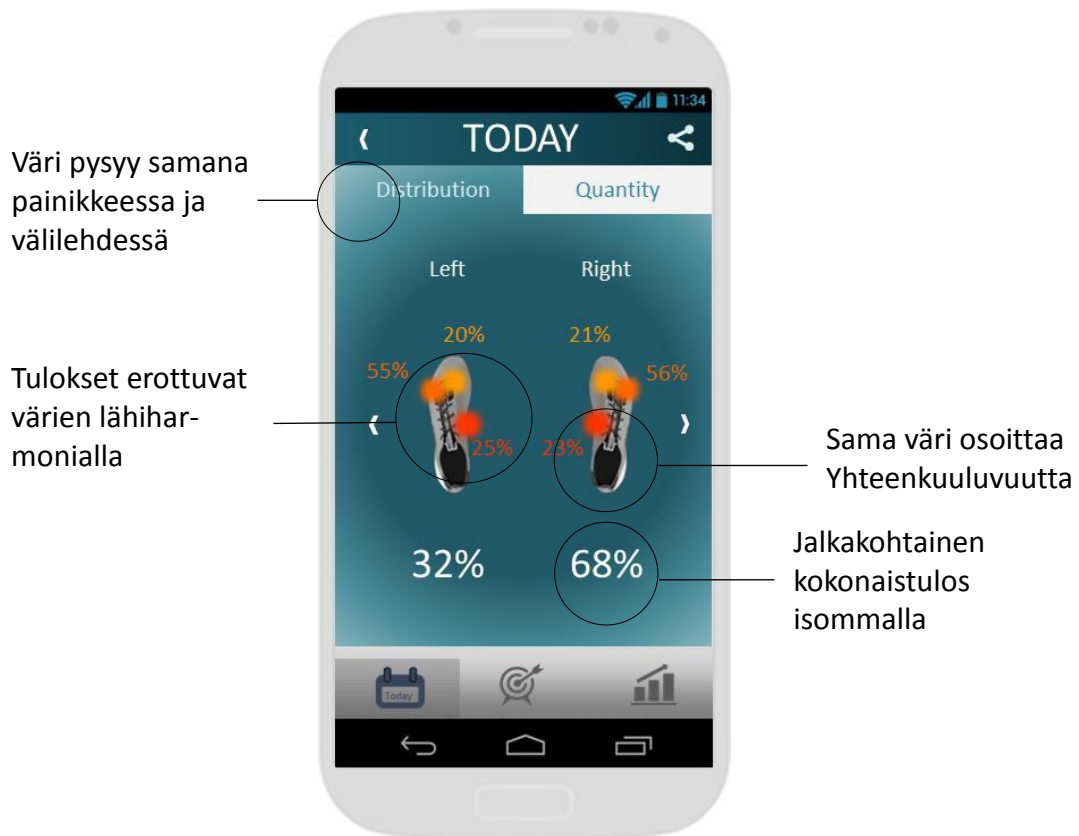 11:34
TODAY
Distribution
Quantity
Väri pysyy samana
painikkeessa ja
välilehdessä
Left
Right
20%
21%
55%
56%
25%
23%
Tulokset erottuvat
värien lähihar-
monialla
Sama väri osoittaa
Yhteenkuuluvuutta
32%
68%
Jalkakohtainen
kokonaistulos
isommalla
Today